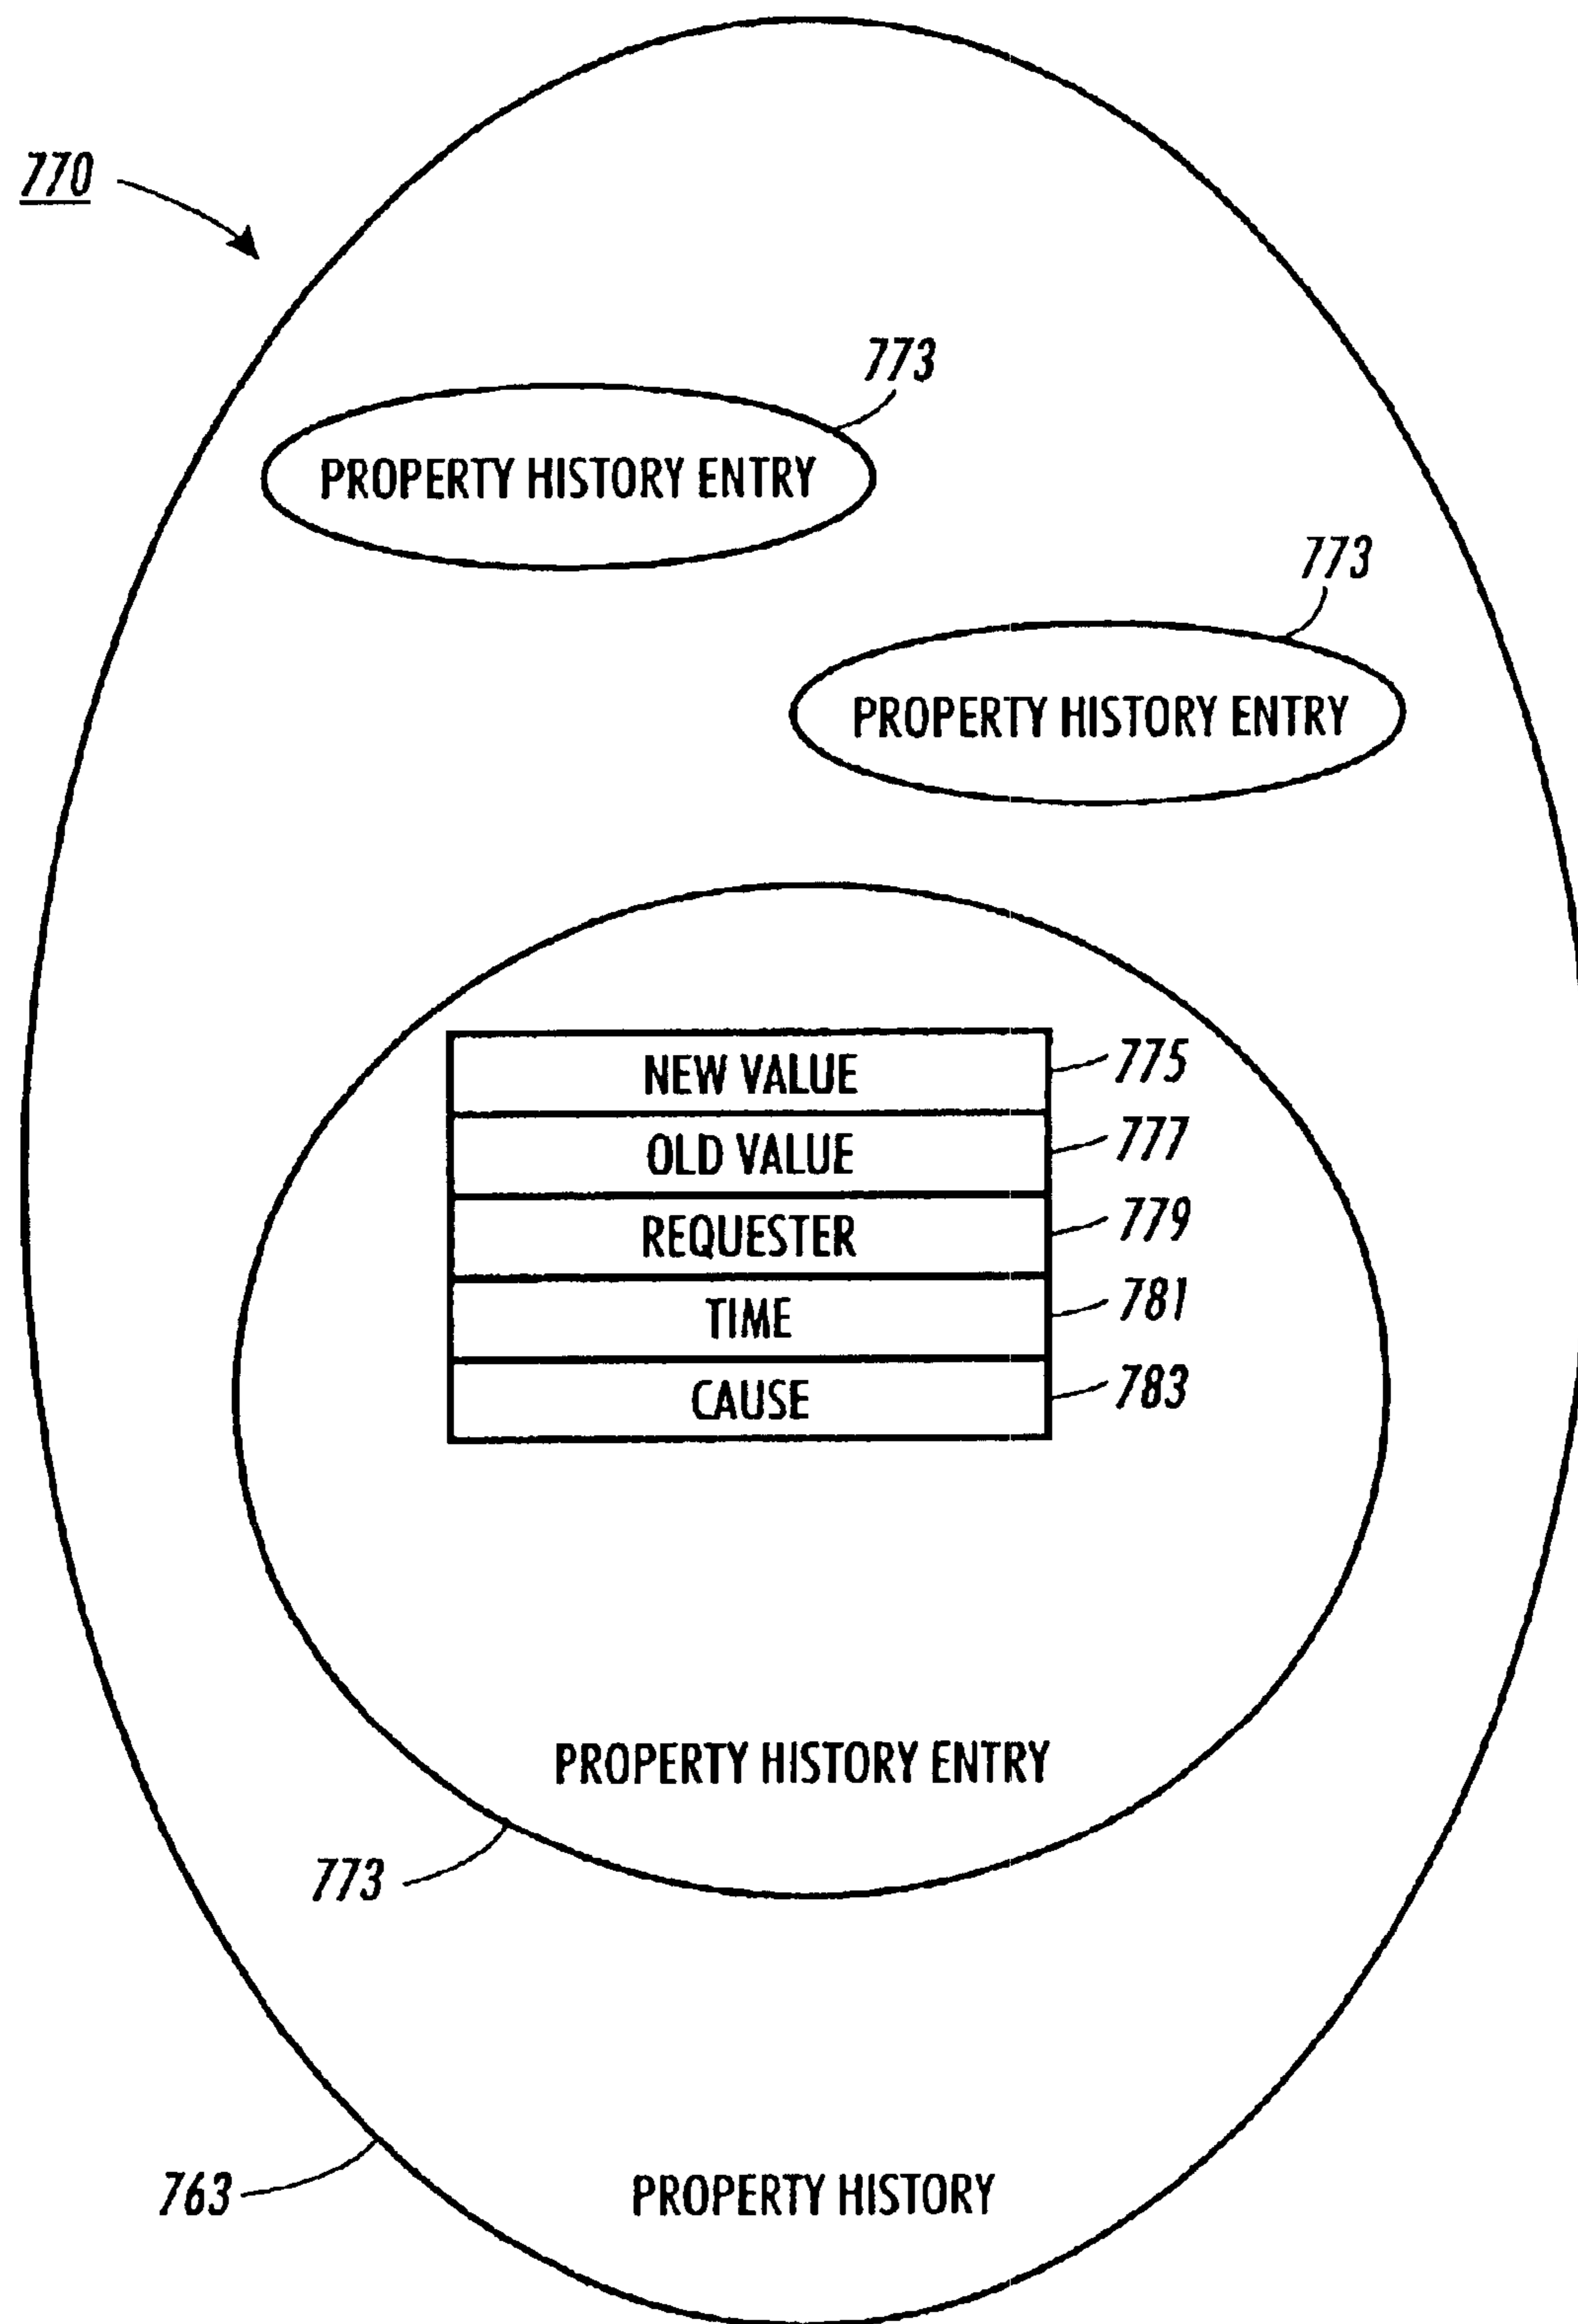 770
773
PROPERTY HISTORY ENTRY
773
PROPERTY HISTORY ENTRY
NEW VALUE 775
OLD VALUE 777
REQUESTER 779
TIME 781
CAUSE 783
PROPERTY HISTORY ENTRY
773
763 PROPERTY HISTORY